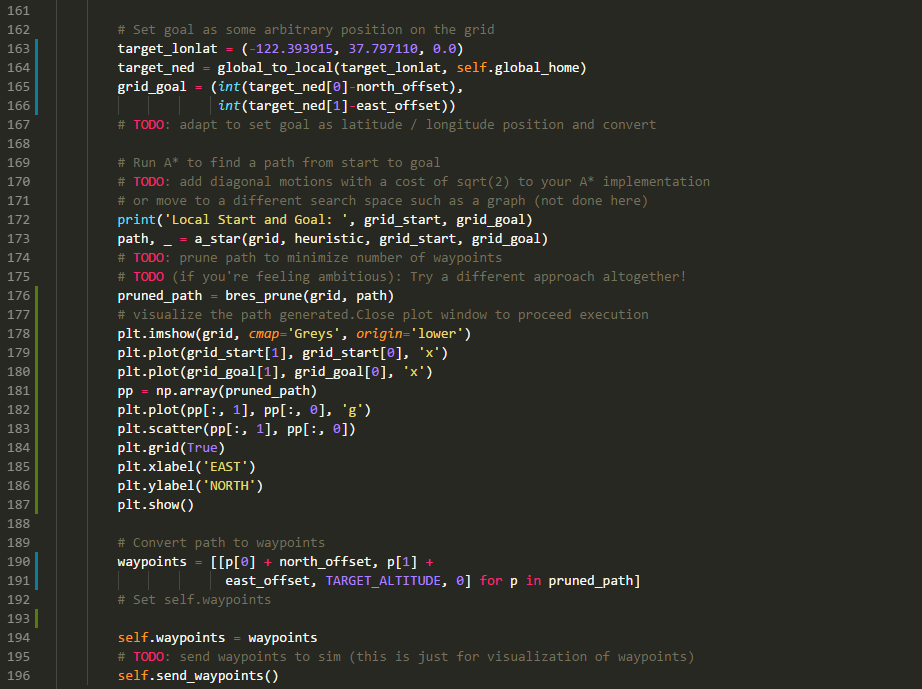 161
162 # Set goal as some arbitrary position on the grid
163 target_lonlat = (-122.393915, 37.797110, 0.0)
164 target_ned = global_to_local(target_lonlat, self.global_home)
165 grid_goal = (int(target_ned[0]-north_offset),
166 int(target_ned[1]-east_offset))
167 # TODO: adapt to set goal as latitude / longitude position and convert
168
169 # Run A* to find a path from start to goal
170 # TODO: add diagonal motions with a cost of sqrt(2) to your A* implementation
171 # or move to a different search space such as a graph (not done here)
172 print('Local Start and Goal: ', grid_start, grid_goal)
173 path, _ = a_star(grid, heuristic, grid_start, grid_goal)
174 # TODO: prune path to minimize number of waypoints
175 # TODO (if you're feeling ambitious): Try a different approach altogether!
176 pruned_path = bres_prune(grid, path)
177 # visualize the path generated.Close plot window to proceed execution
178 plt.imshow(grid, cmap='Greys', origin='lower')
179 plt.plot(grid_start[1], grid_start[0], 'x')
180 plt.plot(grid_goal[1], grid_goal[0], 'x')
181 pp = np.array(pruned_path)
182 plt.plot(pp[:, 1], pp[:, 0], 'g')
183 plt.scatter(pp[:, 1], pp[:, 0])
184 plt.grid(True)
185 plt.xlabel('EAST')
186 plt.ylabel('NORTH')
187 plt.show()
188
189 # Convert path to waypoints
190 waypoints = [[p[0] + north_offset, p[1] +
191 east_offset, TARGET_ALTITUDE, 0] for p in pruned_path]
192 # Set self.waypoints
193
194 self.waypoints = waypoints
195 # TODO: send waypoints to sim (this is just for visualization of waypoints)
196 self.send_waypoints()